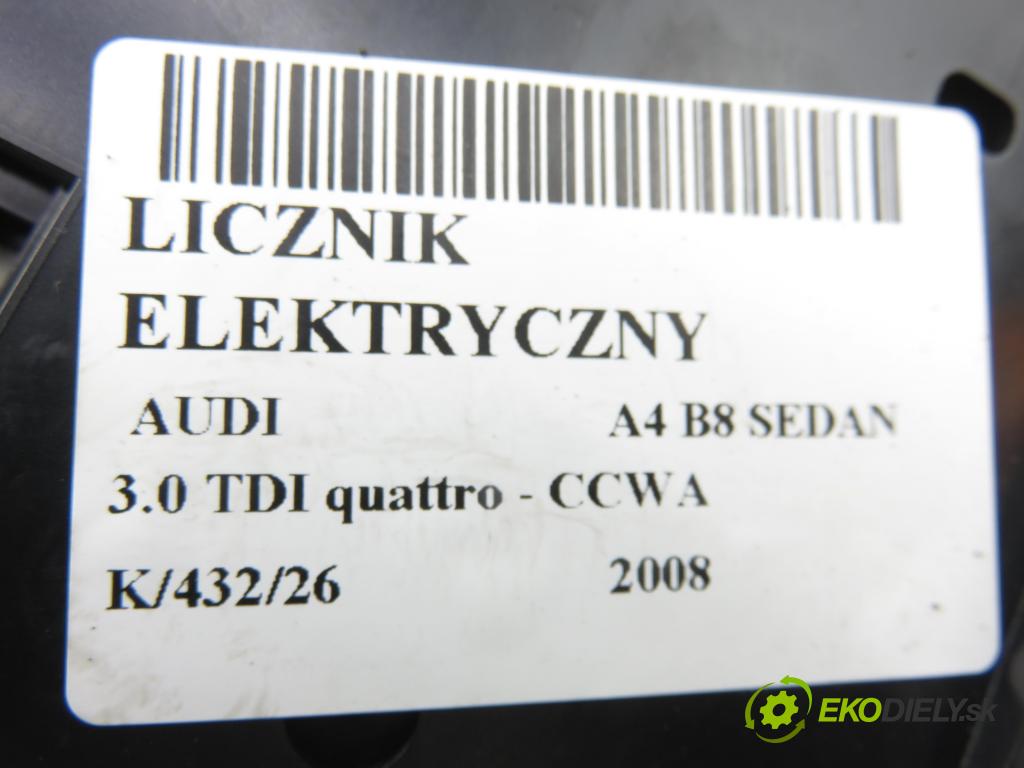 LICZNIK
ELEKTRYCZNY
AUDI A4 B8 SEDAN
3.0 TDI quattro - CCWA
K/432/26 2008
EKODIELY.sk